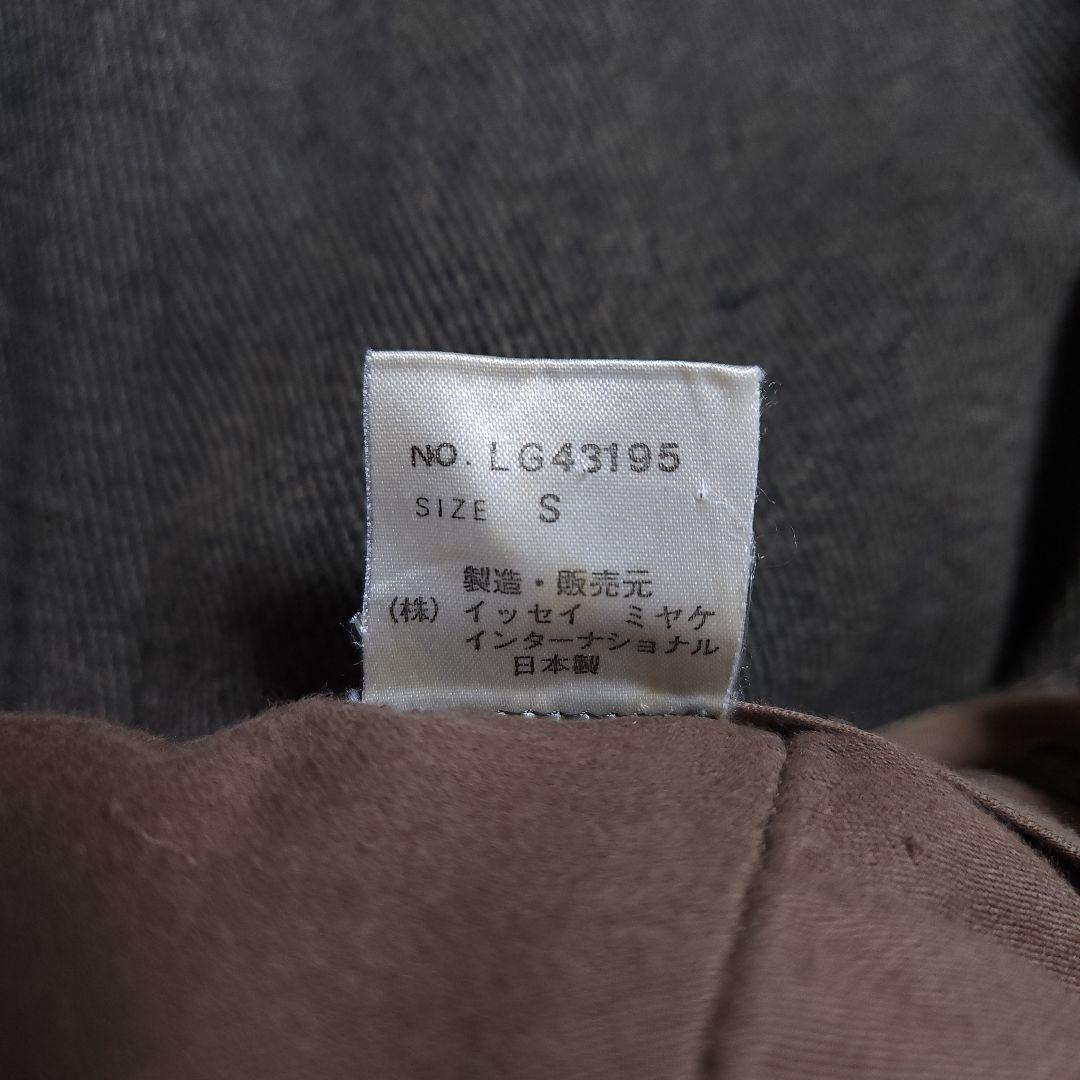 NO. LG43195
SIZE S
製造・販売元
(株) イッセイ ミヤケ
インターナショナル
日本製